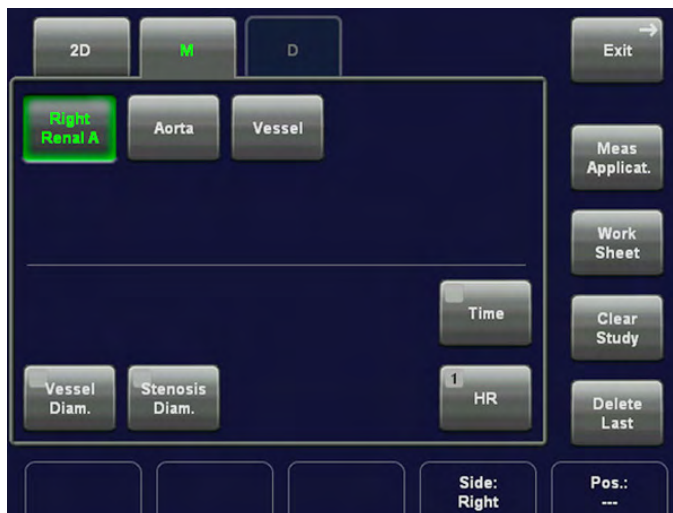 2D
M
D
Exit
Right
Renal A
Aorta
Vessel
Meas
Applicat.
Work
Sheet
Time
Clear
Study
Vessel
Diam.
Stenosis
Diam.
1
HR
Delete
Last
Side:
Right
Pos.:
---